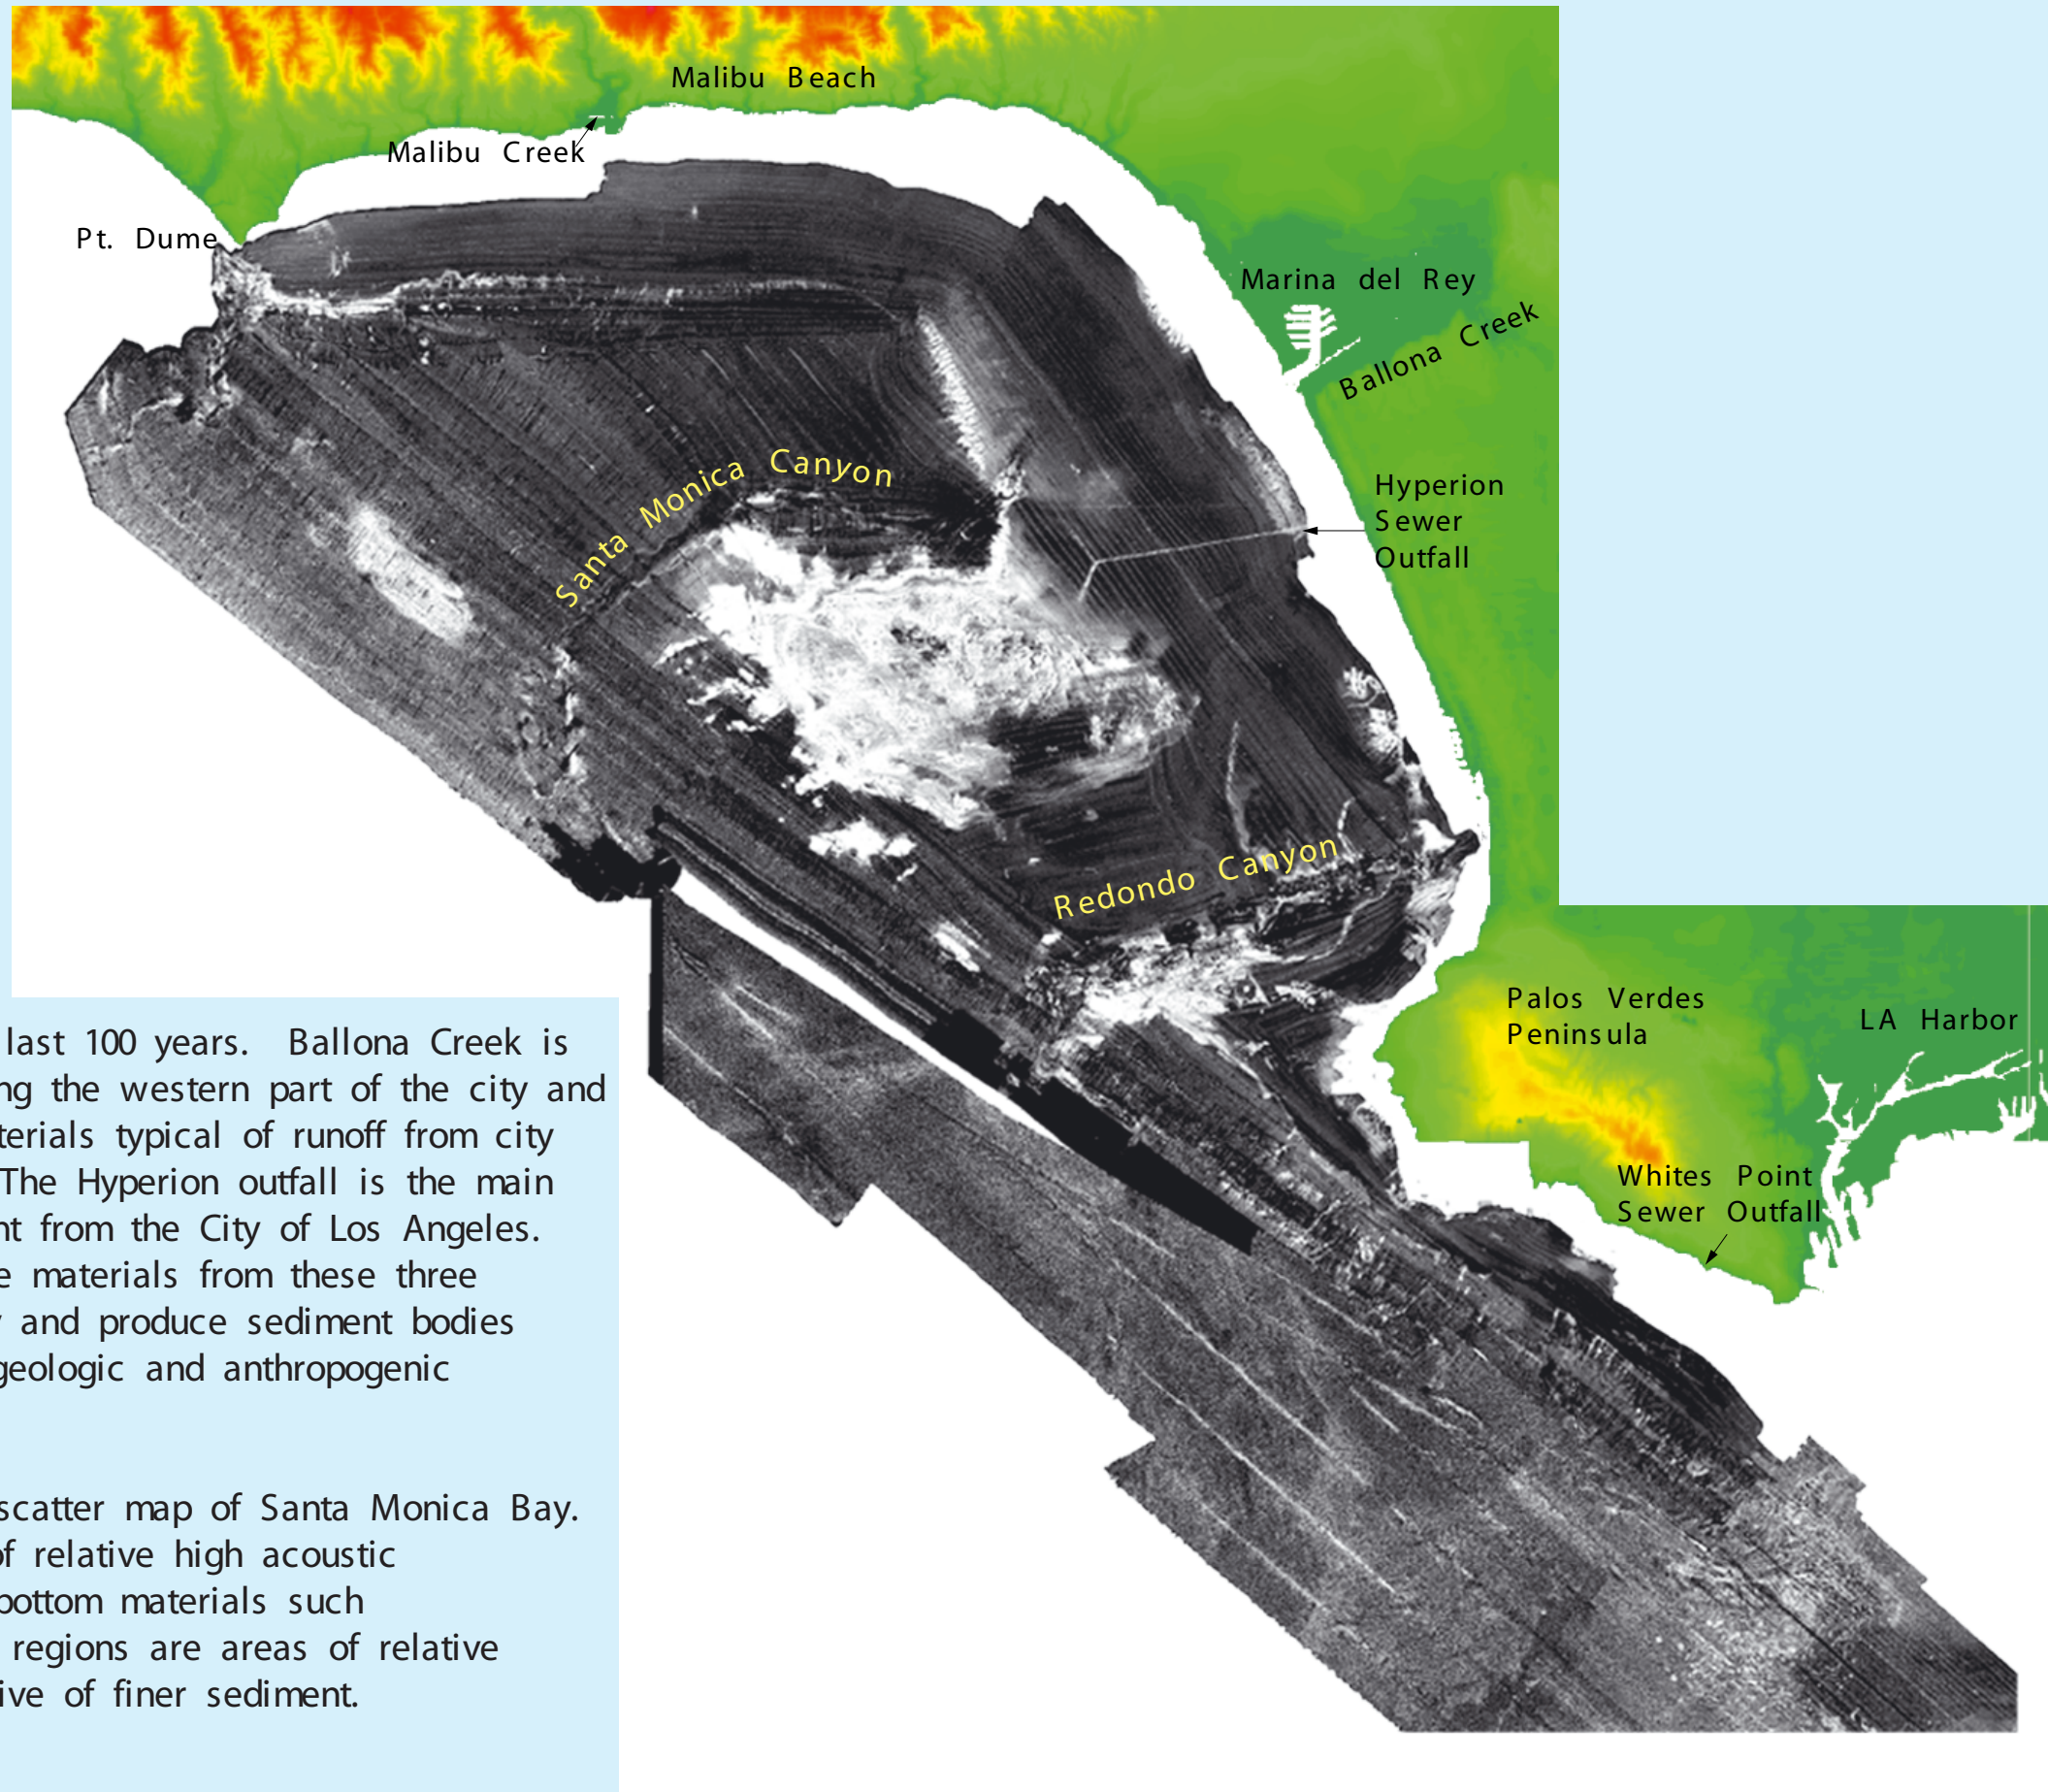 Malibu Beach
Malibu Creek
Pt. Dume
Marina del Rey
Ballona Creek
Santa Monica Canyon
Hyperion
Sewer
Outfall
Redondo Canyon
Palos Verdes
Peninsula
LA Harbor
Whites Point
Sewer Outfall
last 100 years. Ballona Creek is
ng the western part of the city and
terials typical of runoff from city
The Hyperion outfall is the main
nt from the City of Los Angeles.
e materials from these three
y and produce sediment bodies
geologic and anthropogenic
scatter map of Santa Monica Bay.
of relative high acoustic
bottom materials such
regions are areas of relative
tive of finer sediment.